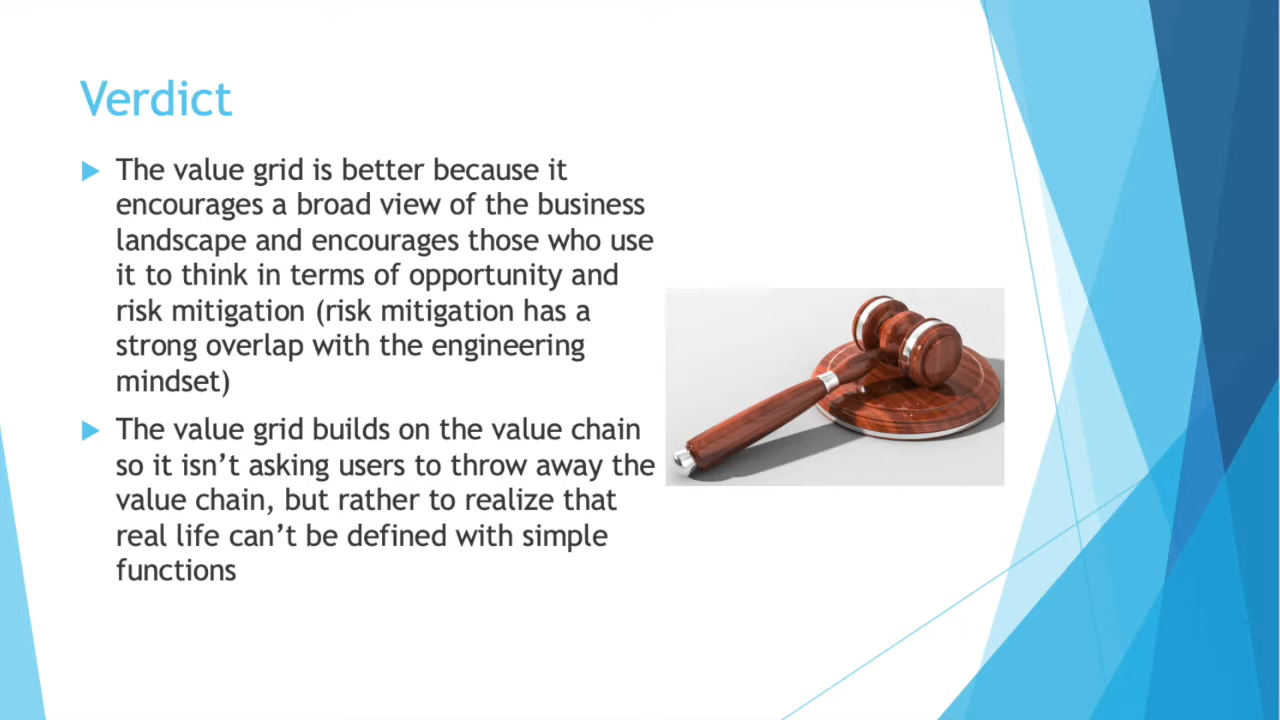 Verdict
The value grid is better because it
encourages a broad view of the business
landscape and encourages those who use
it to think in terms of opportunity and
risk mitigation (risk mitigation has a
strong overlap with the engineering
mindset)
The value grid builds on the value chain
so it isn’t asking users to throw away the
value chain, but rather to realize that
real life can’t be defined with simple
functions